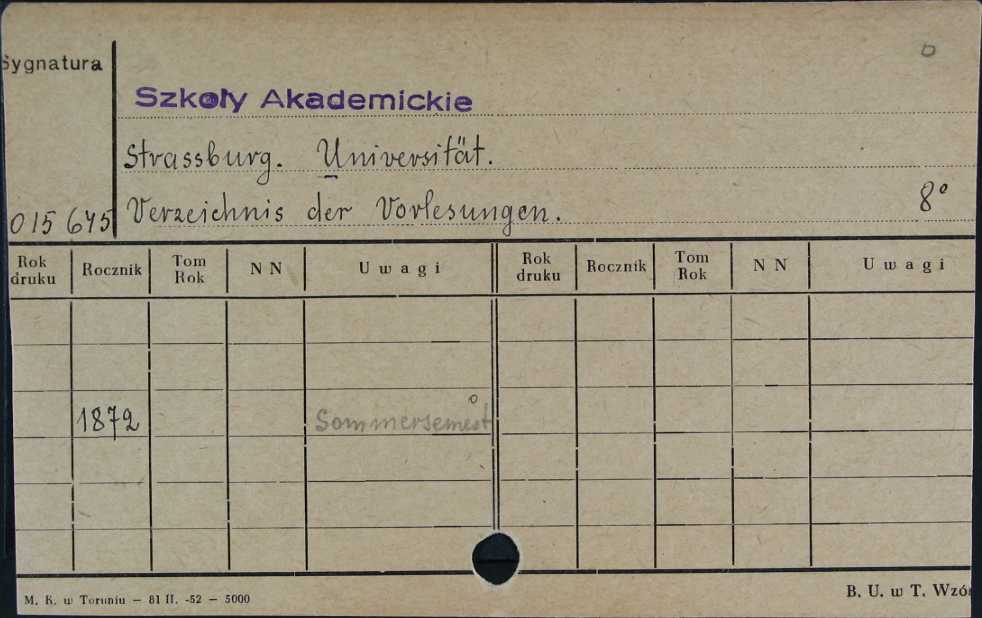 Sygnatura
Szkoły Akademickie
Strassburg. Universität.
015 645 Verzeichnis der Vorlesungen. 8°
Rok druku Rocznik Tom Rok N N Uwagi Rok druku Rocznik Tom Rok N N Uwagi
1872 Sommersemest
M. K. w Toruniu — 81 II. -52 — 5000
B. U. w T. Wzór